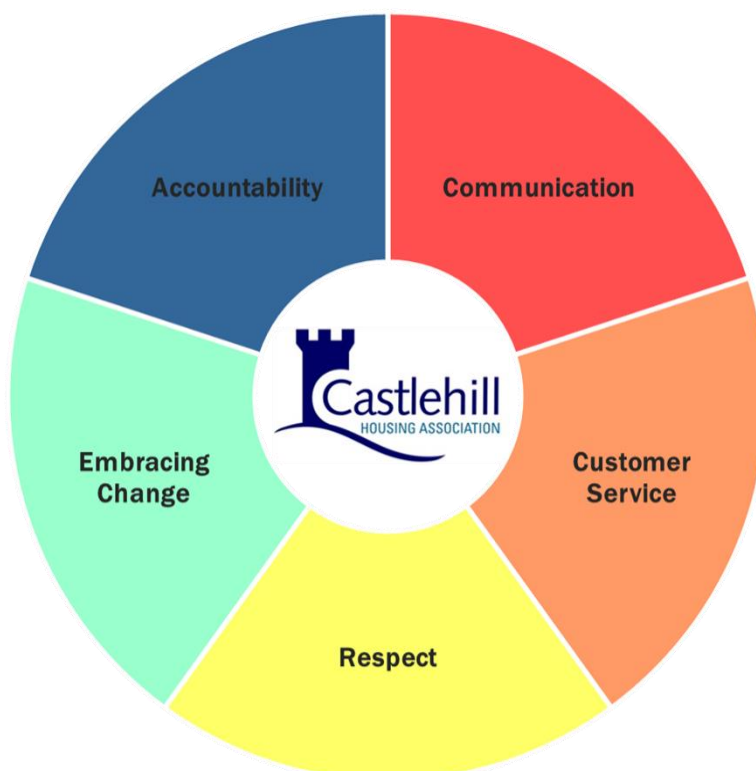 Accountability
Communication
Castlehill
HOUSING ASSOCIATION
Embracing
Change
Customer
Service
Respect